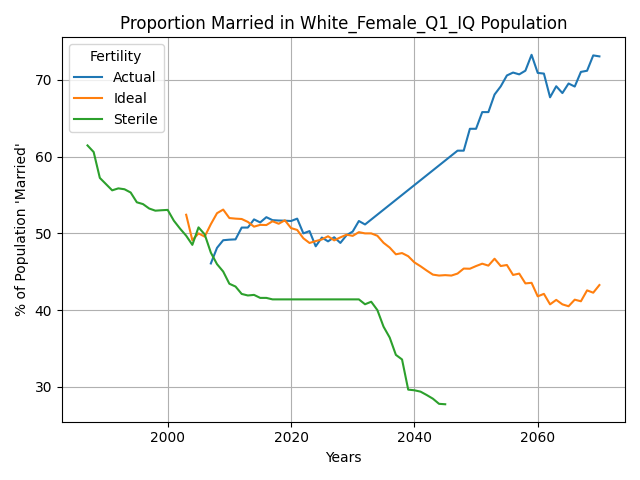 Proportion Married in White_Female_Q1_IQ Population
Fertility
Actual
Ideal
Sterile
% of Population 'Married'
70
60
50
40
30
2000
2020
2040
2060
Years